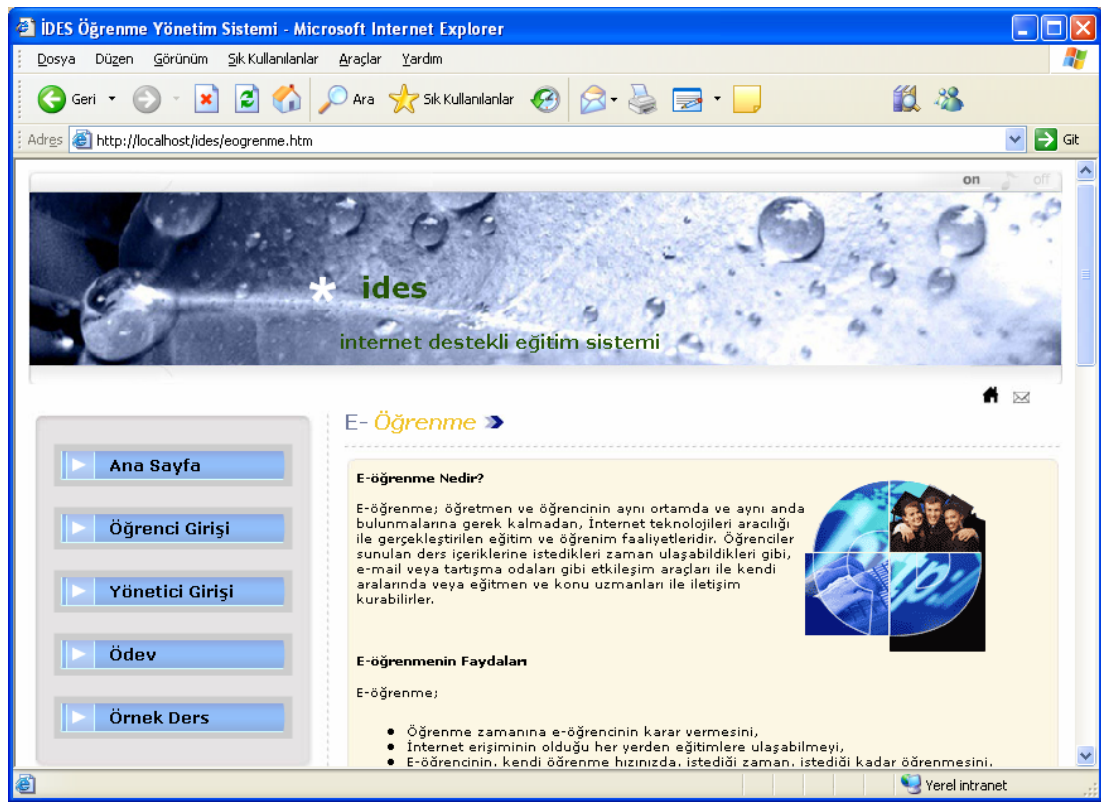 İDES Öğrenme Yönetim Sistemi - Microsoft Internet Explorer
Dosya Düzen Görünüm Sık Kullanılanlar Araçlar Yardım
Geri Ara Sık Kullanılanlar
Adres http://localhost/ides/eogrenme.htm Git
on off
* ides
internet destekli eğitim sistemi
E- Öğrenme
Ana Sayfa
Öğrenci Girişi
Yönetici Girişi
Ödev
Örnek Ders
E-öğrenme Nedir?
E-öğrenme; öğretmen ve öğrencinin aynı ortamda ve aynı anda
bulunmalarına gerek kalmadan, İnternet teknolojileri aracılığı
ile gerçekleştirilen eğitim ve öğrenim faaliyetleridir. Öğrenciler
sunulan ders içeriklerine istedikleri zaman ulaşabildikleri gibi,
e-mail veya tartışma odaları gibi etkileşim araçları ile kendi
aralarında veya eğitmen ve konu uzmanları ile iletişim
kurabilirler.
E-öğrenmenin Faydaları
E-öğrenme;
● Öğrenme zamanına e-öğrencinin karar vermesini,
● İnternet erişiminin olduğu her yerden eğitimlere ulaşabilmeyi,
● E-öğrencinin, kendi öğrenme hızınızda, istediği zaman, istediği kadar öğrenmesini,
Yerel intranet